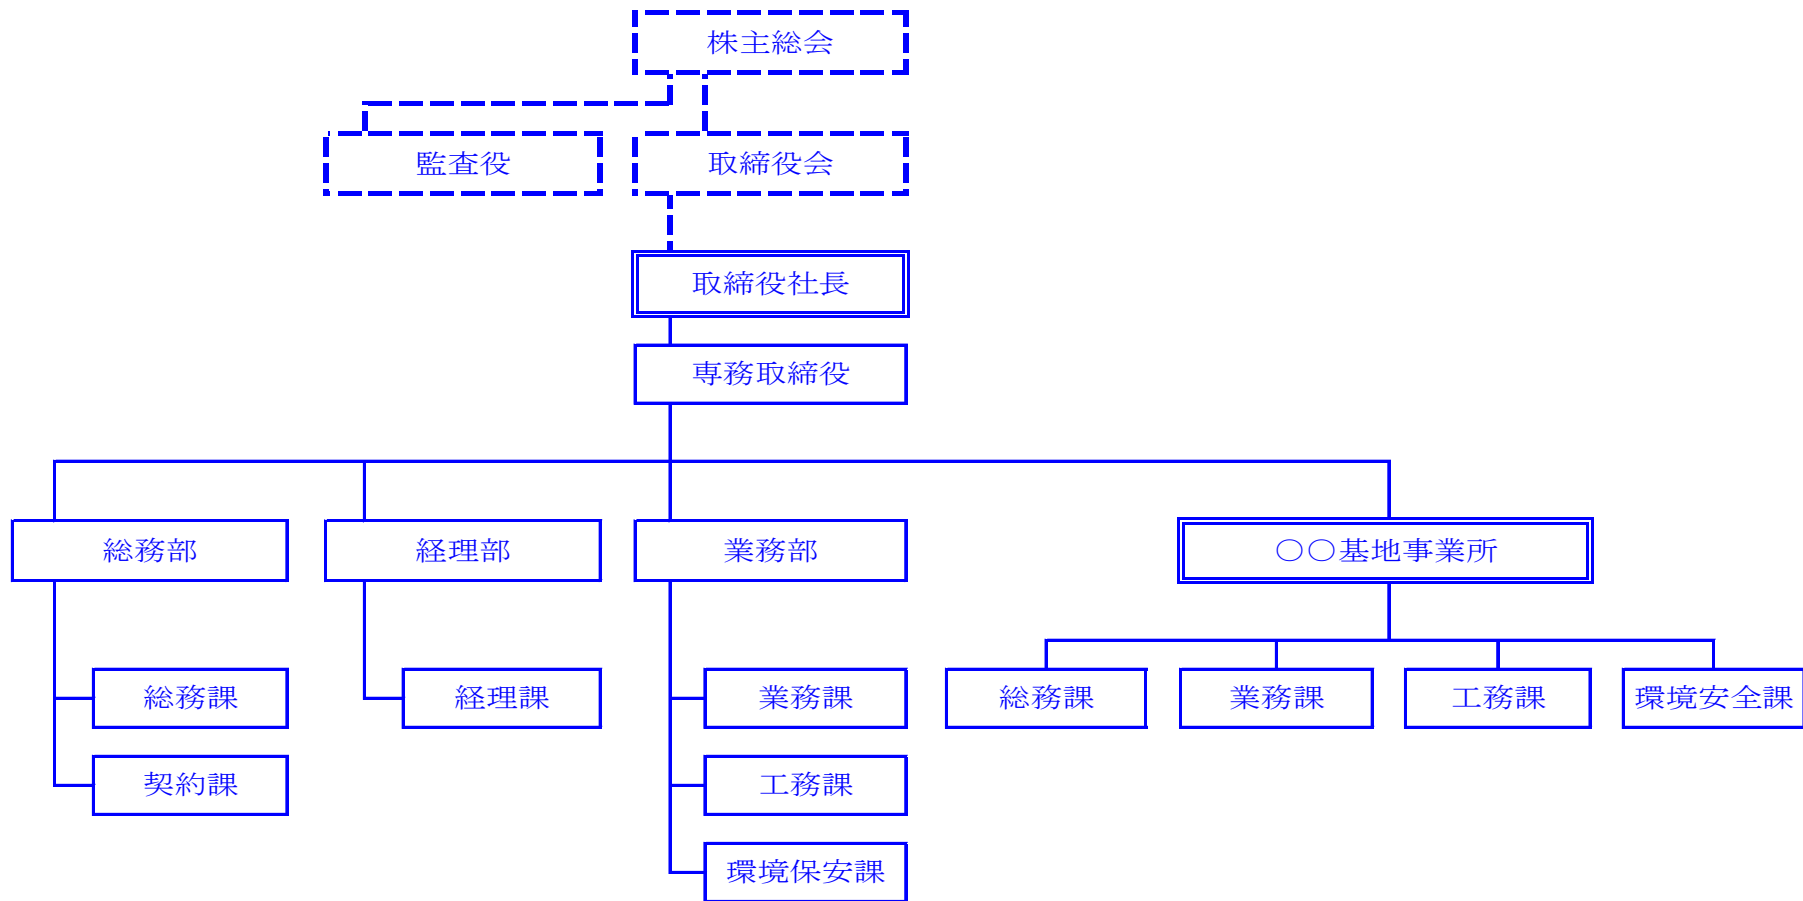 株主総会
監査役
取締役会
取締役社長
専務取締役
総務部
経理部
業務部
〇〇基地事業所
総務課
経理課
業務課
総務課
業務課
工務課
環境安全課
契約課
工務課
環境保安課